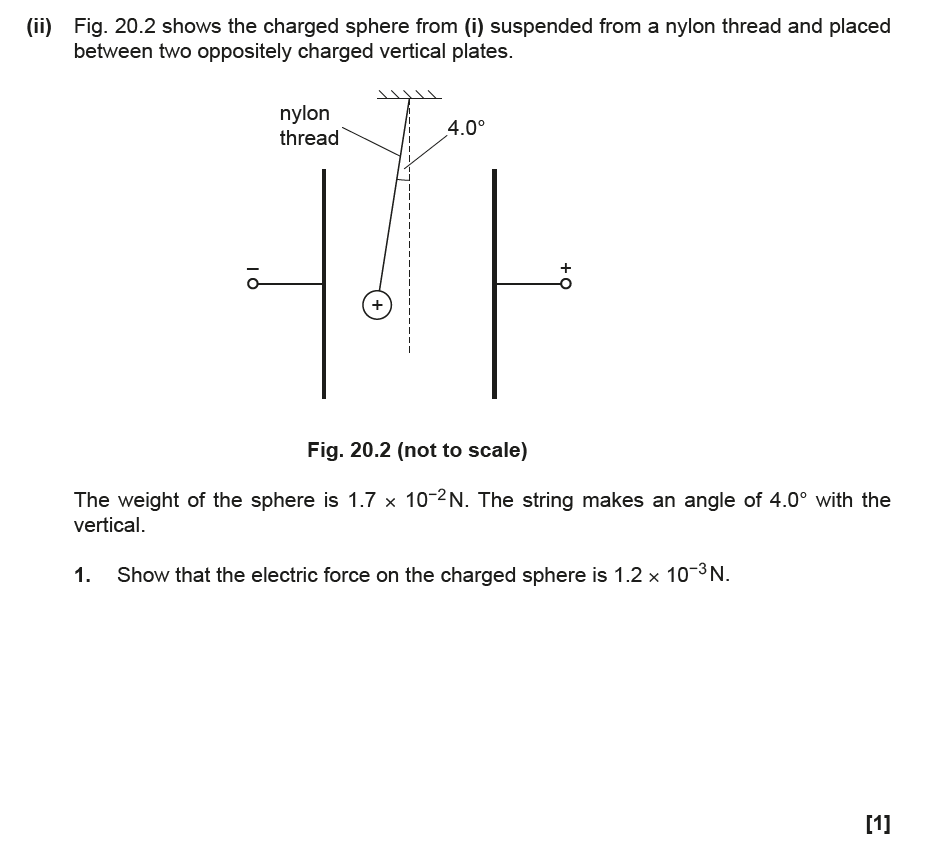 (ii) Fig. 20.2 shows the charged sphere from (i) suspended from a nylon thread and placed
between two oppositely charged vertical plates.
nylon
thread
4.0°
–
+
+
Fig. 20.2 (not to scale)
The weight of the sphere is 1.7 × 10⁻² N. The string makes an angle of 4.0° with the
vertical.
1. Show that the electric force on the charged sphere is 1.2 × 10⁻³ N.
[1]